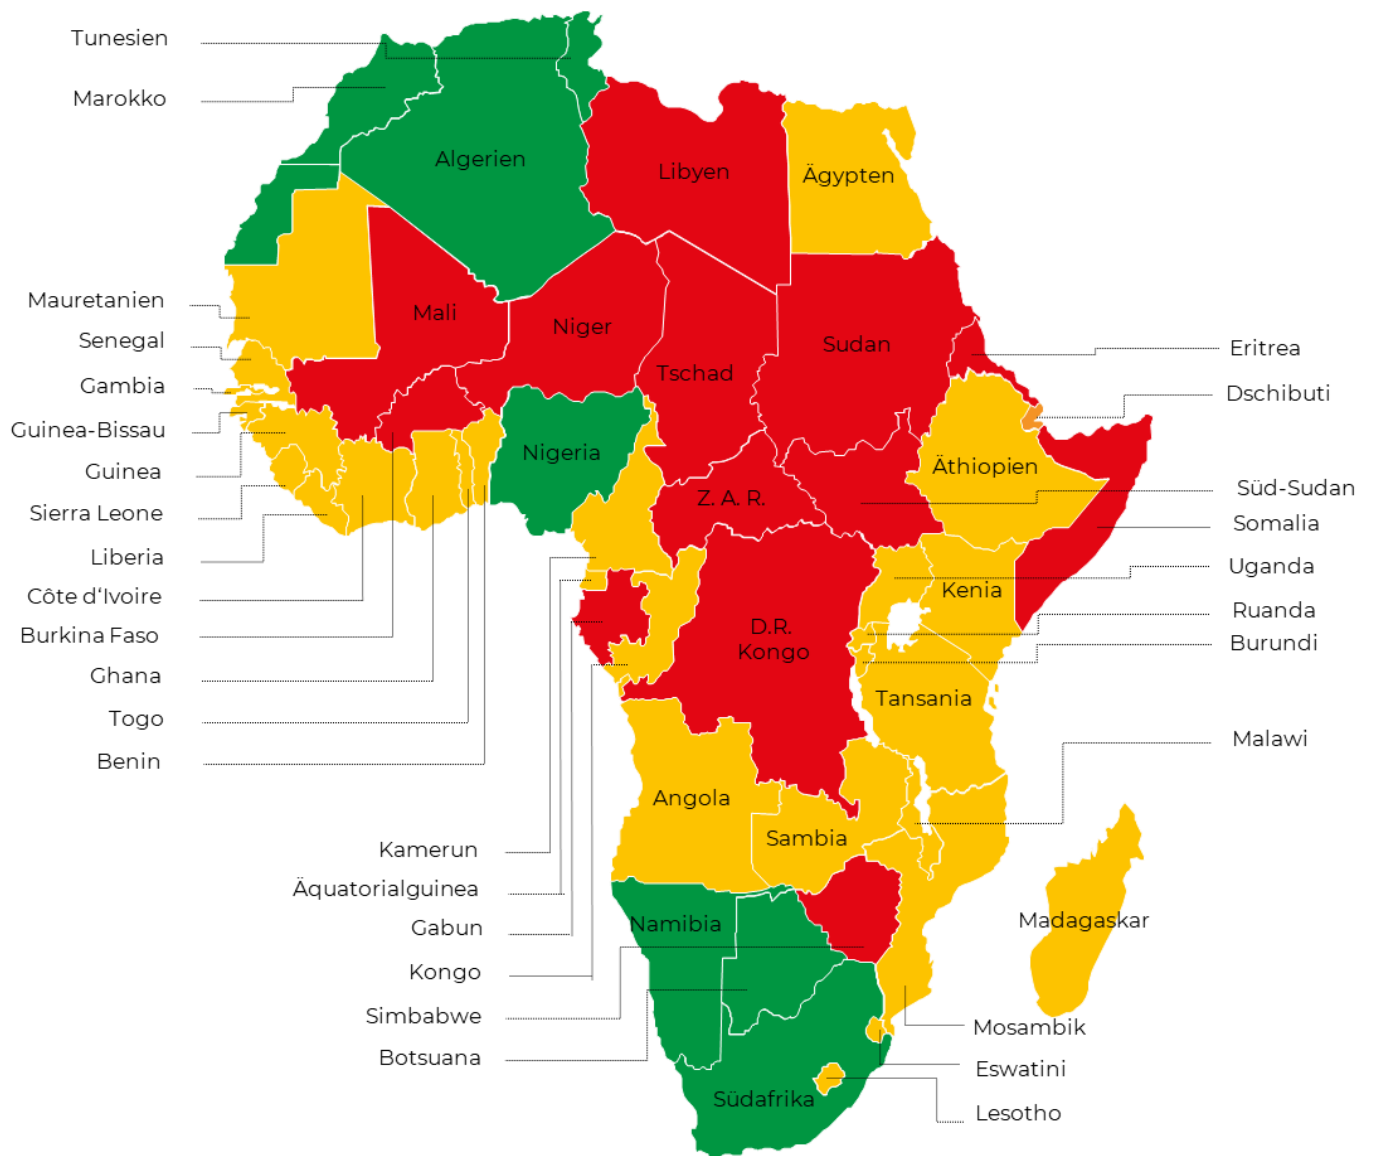 Tunesien
Marokko
Algerien
Libyen
Ägypten
Mauretanien
Senegal
Gambia
Guinea-Bissau
Guinea
Sierra Leone
Liberia
Côte d‘Ivoire
Burkina Faso
Ghana
Togo
Benin
Mali
Niger
Tschad
Sudan
Nigeria
Z. A. R.
Äthiopien
Eritrea
Dschibuti
Süd-Sudan
Somalia
Uganda
Ruanda
Burundi
Malawi
Kenia
D.R.
Kongo
Tansania
Angola
Sambia
Kamerun
Äquatorialguinea
Gabun
Kongo
Simbabwe
Botsuana
Namibia
Madagaskar
Südafrika
Mosambik
Eswatini
Lesotho